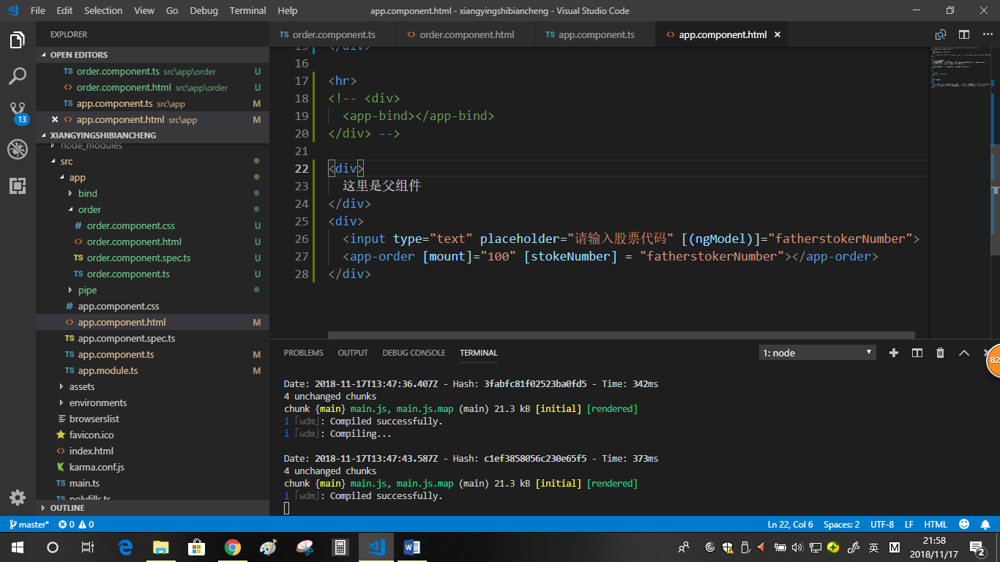 File Edit Selection View Go Debug Terminal Help
app.component.html - xiangyingshibiancheng - Visual Studio Code
EXPLORER
OPEN EDITORS
TS order.component.ts src\app\order U
<> order.component.html src\app\order U
TS app.component.ts src\app M
<> app.component.html src\app M
13
XIANGYINGSHIBIANCHENG
node_modules
src
app
bind
order
# order.component.css U
<> order.component.html U
TS order.component.spec.ts U
TS order.component.ts U
pipe
# app.component.css
<> app.component.html M
TS app.component.spec.ts
TS app.component.ts M
TS app.module.ts M
assets
environments
browserslist
favicon.ico
<> index.html
karma.conf.js
TS main.ts
TS polyfills.ts
OUTLINE
TS order.component.ts
<> order.component.html
TS app.component.ts
<> app.component.html
15 </div>
16
17 <hr>
18 <!-- <div>
19 <app-bind></app-bind>
20 </div> -->
21
22 <div>
23 这里是父组件
24 </div>
25 <div>
26 <input type="text" placeholder="请输入股票代码" [(ngModel)]="fatherstokerNumber">
27 <app-order [mount]="100" [stokeNumber] = "fatherstokerNumber"></app-order>
28 </div>
PROBLEMS OUTPUT DEBUG CONSOLE TERMINAL
1: node
82
Date: 2018-11-17T13:47:36.407Z - Hash: 3fabfc81f02523ba0fd5 - Time: 342ms
4 unchanged chunks
chunk {main} main.js, main.js.map (main) 21.3 kB [initial] [rendered]
i ｢wdm｣: Compiled successfully.
i ｢wdm｣: Compiling...
Date: 2018-11-17T13:47:43.587Z - Hash: c1ef3858056c230e65f5 - Time: 373ms
4 unchanged chunks
chunk {main} main.js, main.js.map (main) 21.3 kB [initial] [rendered]
i ｢wdm｣: Compiled successfully.
master* 0 0
Ln 22, Col 6 Spaces: 2 UTF-8 LF HTML
英 M
21:58
2018/11/17
2